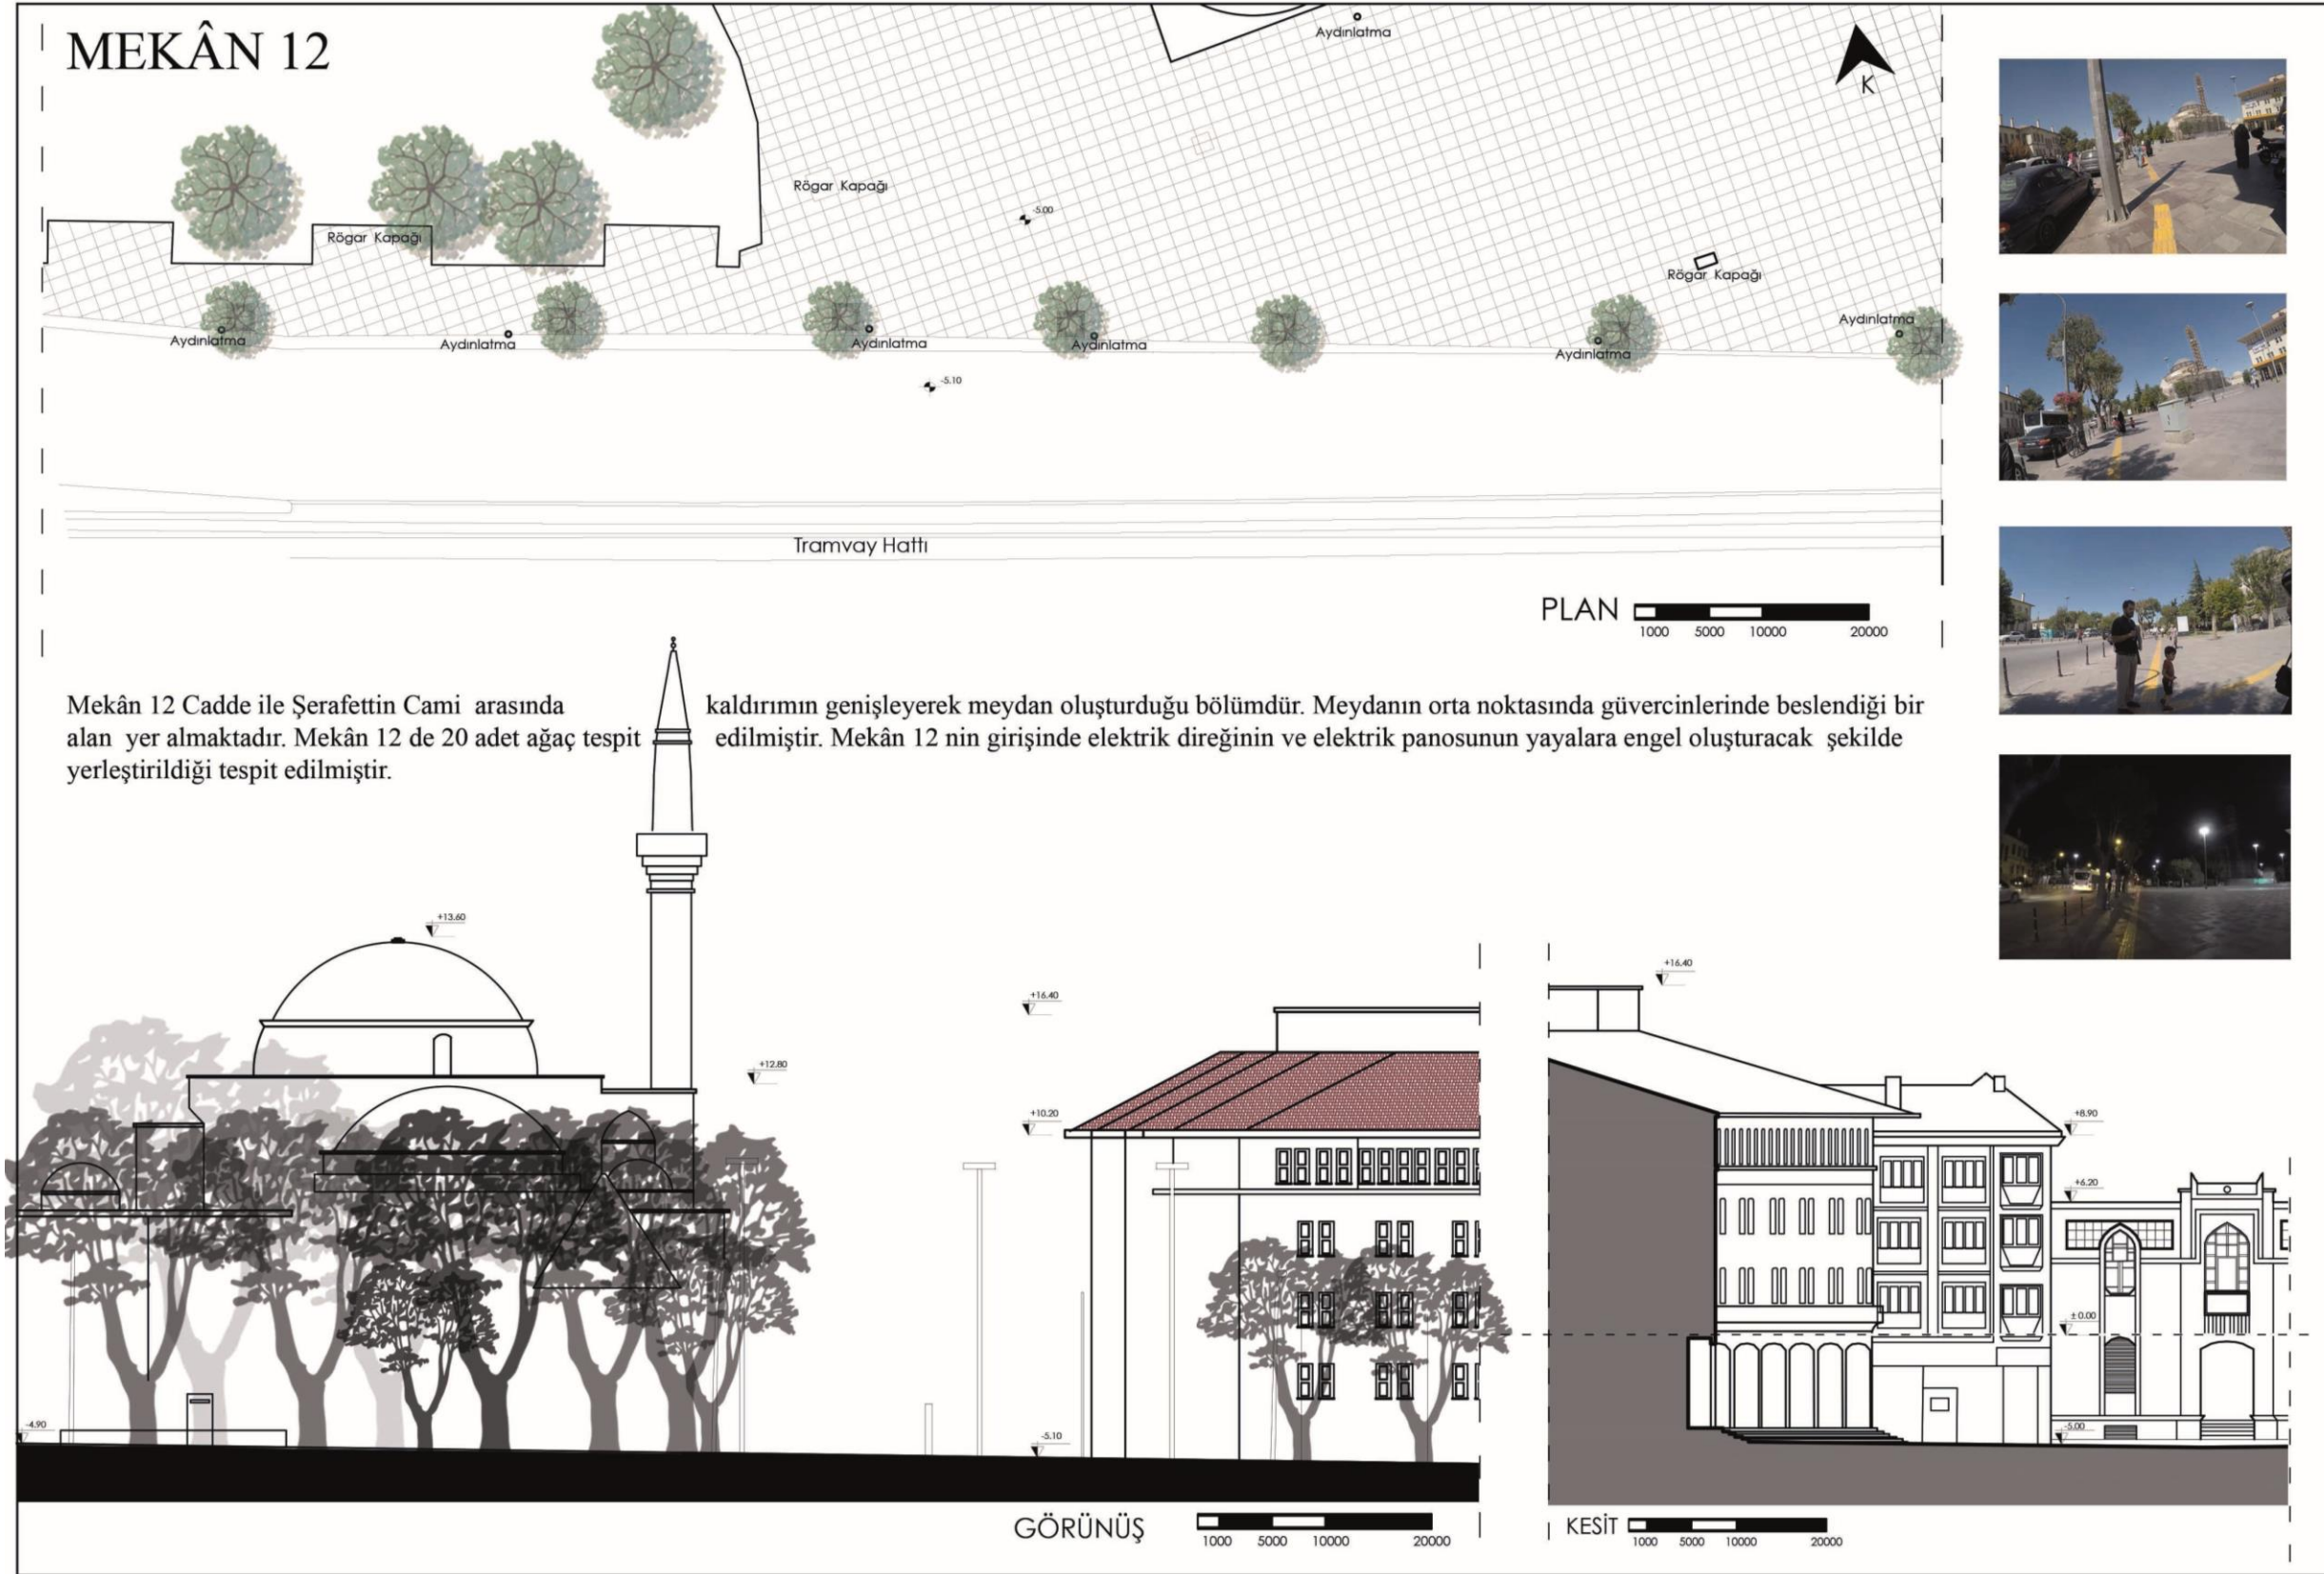 MEKÂN 12
Aydınlatma
K
Rögar Kapağı
Rögar Kapağı
-5.00
Rögar Kapağı
Aydınlatma
Aydınlatma
Aydınlatma
Aydınlatma
Aydınlatma
Aydınlatma
-5.10
Tramvay Hattı
PLAN
1000 5000 10000 20000
Mekân 12 Cadde ile Şerafettin Cami arasında kaldırımın genişleyerek meydan oluşturduğu bölümdür. Meydanın orta noktasında güvercinlerinde beslendiği bir
alan yer almaktadır. Mekân 12 de 20 adet ağaç tespit edilmiştir. Mekân 12 nin girişinde elektrik direğinin ve elektrik panosunun yayalara engel oluşturacak şekilde
yerleştirildiği tespit edilmiştir.
+13.60
+12.80
+16.40
+10.20
-4.90
-5.10
GÖRÜNÜŞ
1000 5000 10000 20000
+16.40
+8.90
+6.20
±0.00
-5.00
KESİT
1000 5000 10000 20000